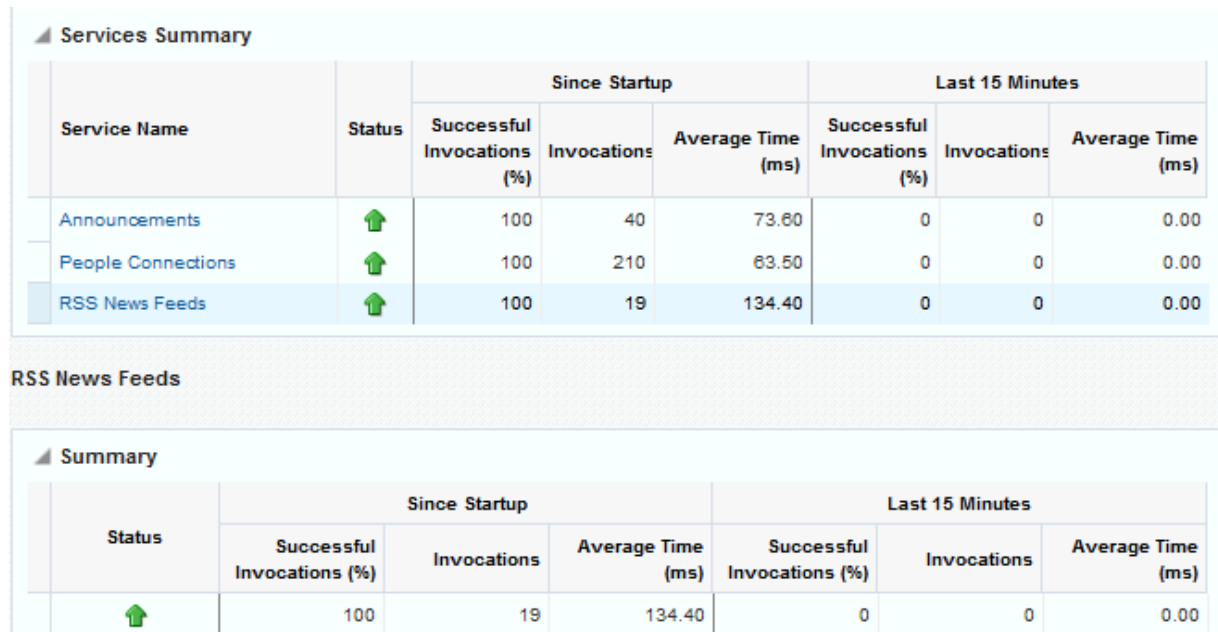 Services Summary
Since Startup Last 15 Minutes
Service Name Status Successful Invocations (%) Invocations Average Time (ms) Successful Invocations (%) Invocations Average Time (ms)
Announcements 100 40 73.60 0 0 0.00
People Connections 100 210 63.50 0 0 0.00
RSS News Feeds 100 19 134.40 0 0 0.00
RSS News Feeds
Summary
Since Startup Last 15 Minutes
Status Successful Invocations (%) Invocations Average Time (ms) Successful Invocations (%) Invocations Average Time (ms)
100 19 134.40 0 0 0.00